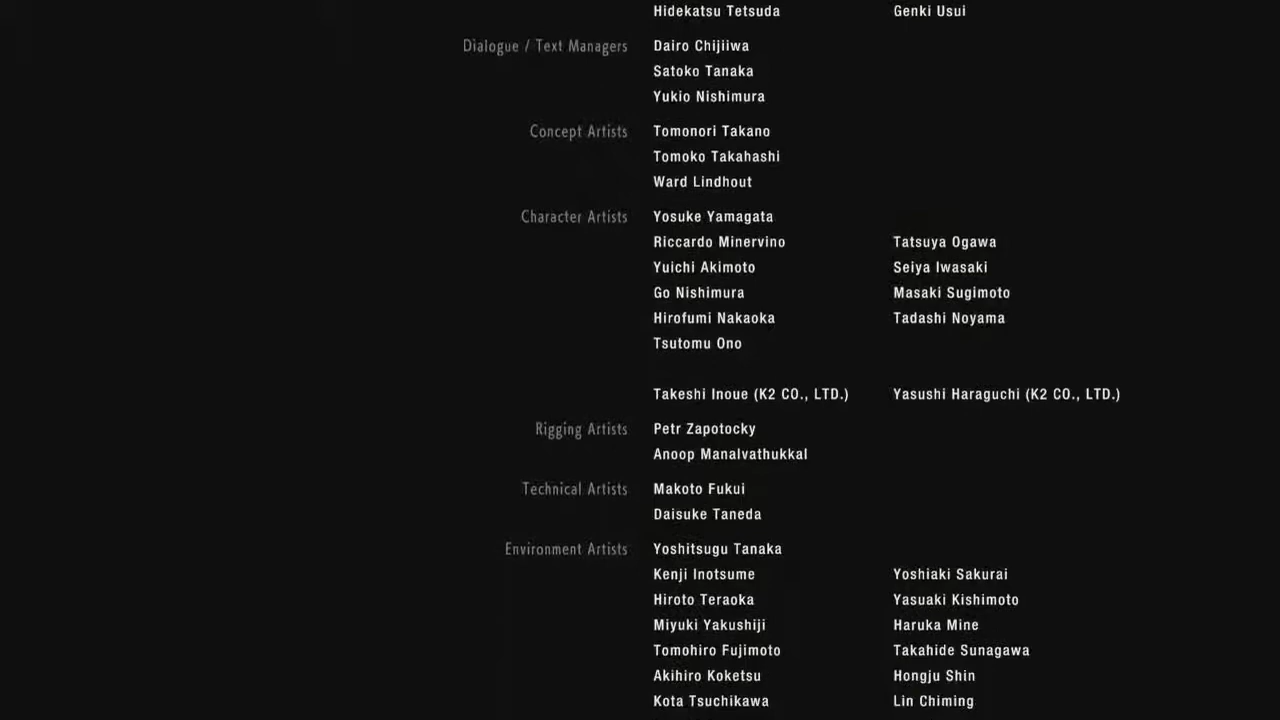 Hidekatsu Tetsuda Genki Usui
Dialogue / Text Managers Dairo Chijiiwa
Satoko Tanaka
Yukio Nishimura
Concept Artists Tomonori Takano
Tomoko Takahashi
Ward Lindhout
Character Artists Yosuke Yamagata
Riccardo Minervino Tatsuya Ogawa
Yuichi Akimoto Seiya Iwasaki
Go Nishimura Masaki Sugimoto
Hirofumi Nakaoka Tadashi Noyama
Tsutomu Ono
Takeshi Inoue (K2 CO., LTD.) Yasushi Haraguchi (K2 CO., LTD.)
Rigging Artists Petr Zapotocky
Anoop Manalvathukkal
Technical Artists Makoto Fukui
Daisuke Taneda
Environment Artists Yoshitsugu Tanaka
Kenji Inotsume Yoshiaki Sakurai
Hiroto Teraoka Yasuaki Kishimoto
Miyuki Yakushiji Haruka Mine
Tomohiro Fujimoto Takahide Sunagawa
Akihiro Koketsu Hongju Shin
Kota Tsuchikawa Lin Chiming